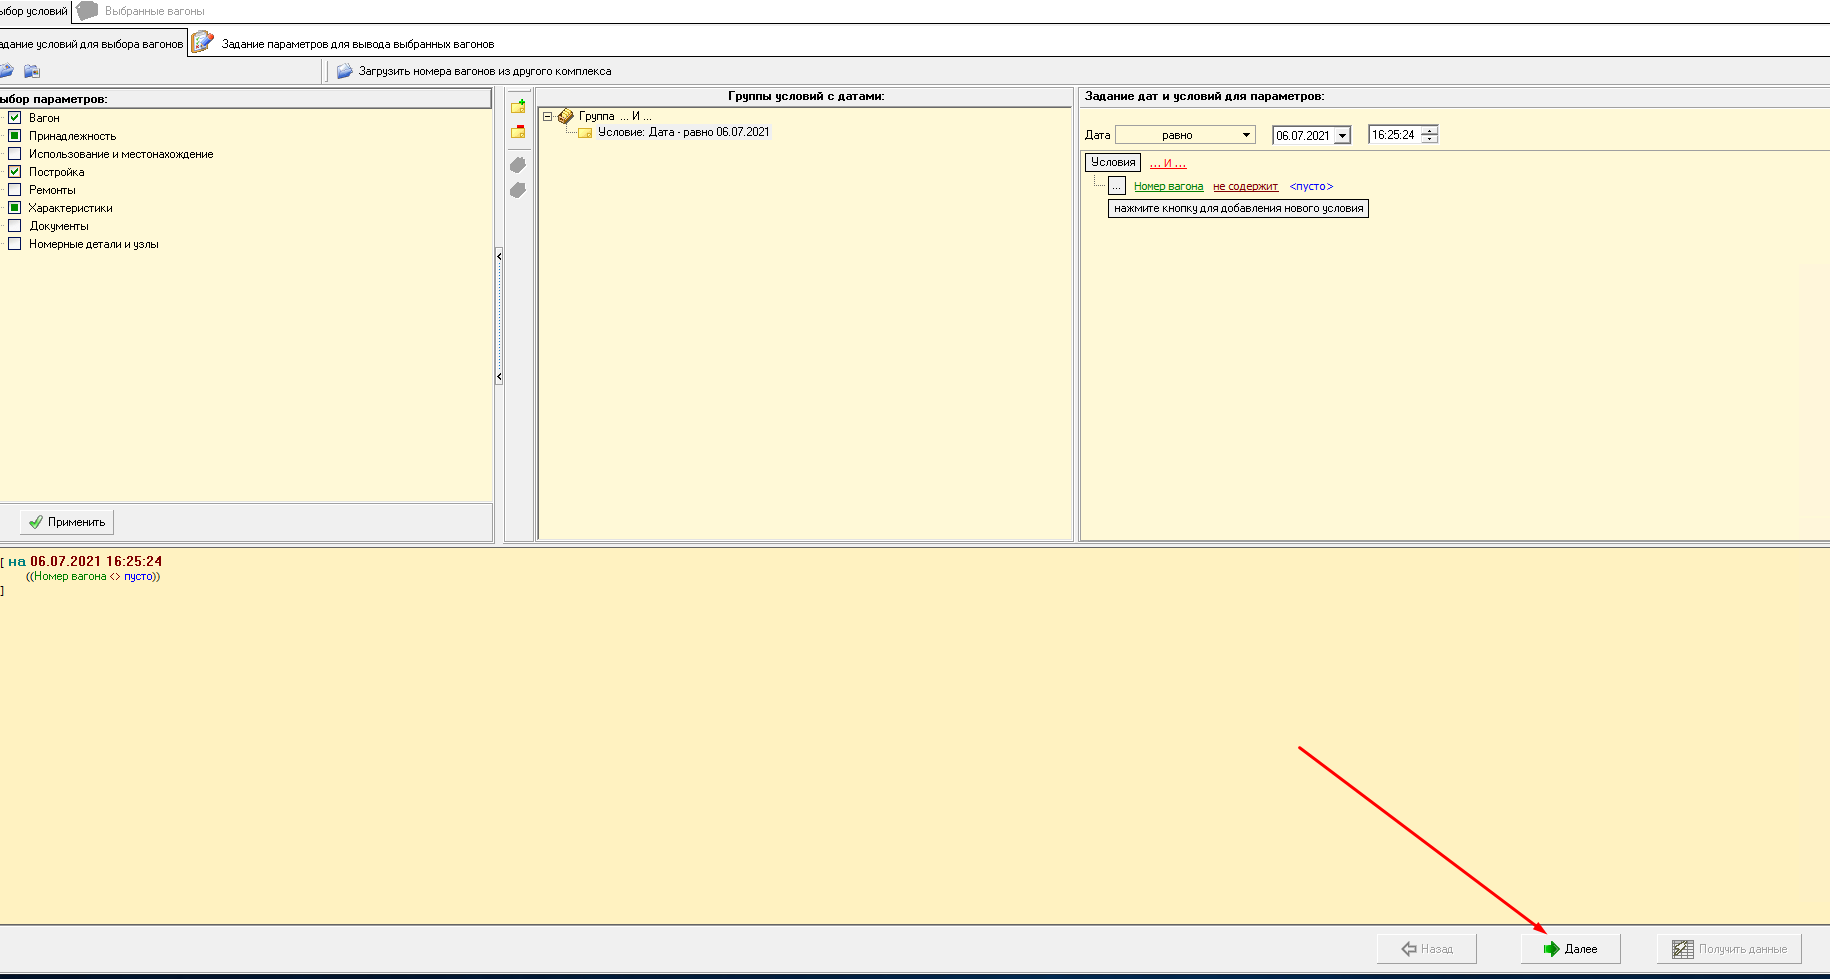 ыбор условий
Выбранные вагоны
адание условий для выбора вагонов
Задание параметров для вывода выбранных вагонов
Загрузить номера вагонов из другого комплекса
ыбор параметров:
Вагон
Принадлежность
Использование и местонахождение
Постройка
Ремонты
Характеристики
Документы
Номерные детали и узлы
Применить
Группы условий с датами:
Группа ... И ...
Условие: Дата - равно 06.07.2021
Задание дат и условий для параметров:
Дата равно 06.07.2021 16:25:24
Условия ... И ...
... Номер вагона не содержит <пусто>
нажмите кнопку для добавления нового условия
[ на 06.07.2021 16:25:24
((Номер вагона <> пусто))
]
Назад
Далее
Получить данные